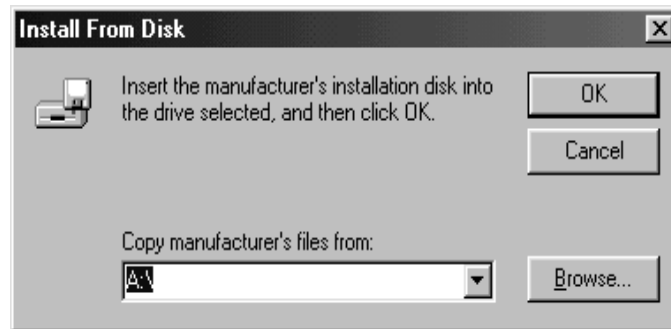 Install From Disk
Insert the manufacturer's installation disk into
the drive selected, and then click OK.
OK
Cancel
Copy manufacturer's files from:
A:\
Browse...